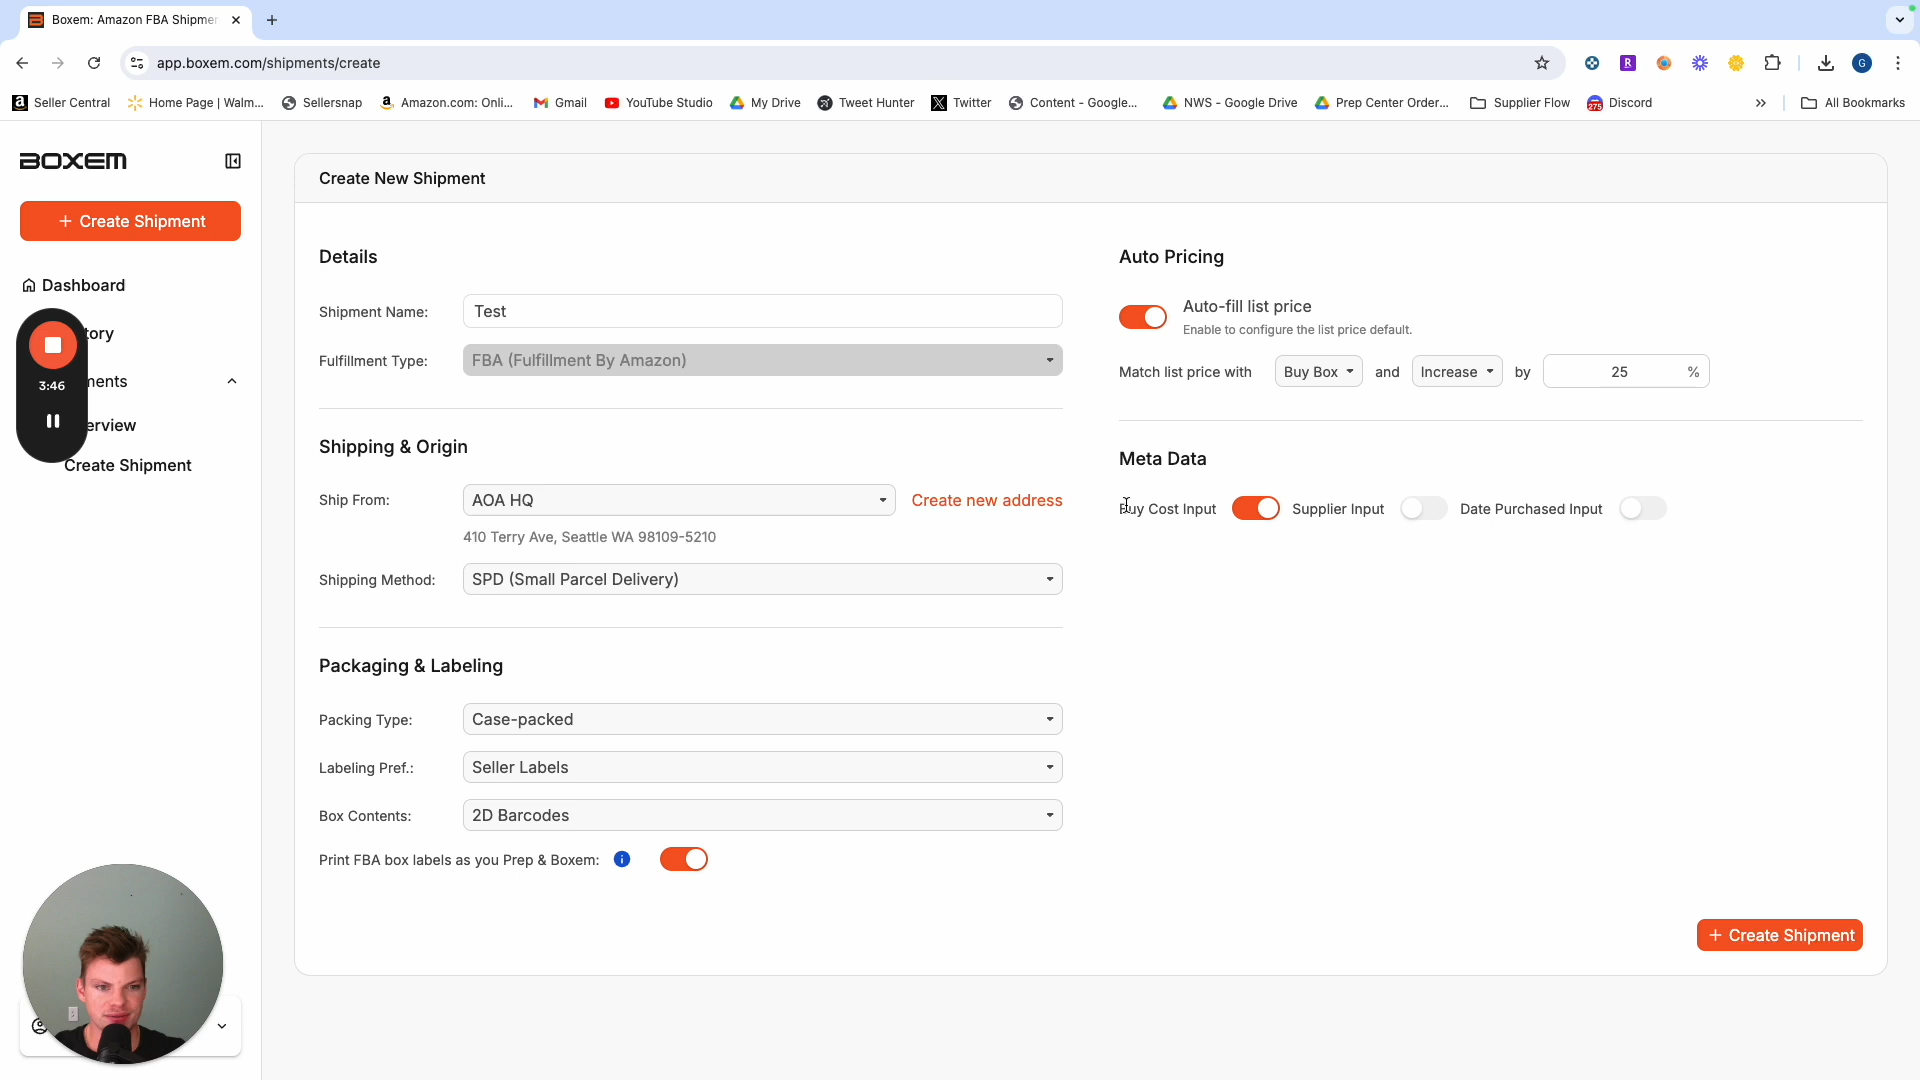 Boxem: Amazon FBA Shipmen
app.boxem.com/shipments/create
G
Seller Central
Home Page | Walm...
Sellersnap
Amazon.com: Onli...
Gmail
YouTube Studio
My Drive
Tweet Hunter
Twitter
Content - Google...
NWS - Google Drive
Prep Center Order...
Supplier Flow
275
Discord
»
All Bookmarks
BOXEM
+ Create Shipment
Dashboard
tory
3:46
ments
erview
Create Shipment
Create New Shipment
Details
Shipment Name: Test
Fulfillment Type: FBA (Fulfillment By Amazon)
Shipping & Origin
Ship From: AOA HQ Create new address
410 Terry Ave, Seattle WA 98109-5210
Shipping Method: SPD (Small Parcel Delivery)
Packaging & Labeling
Packing Type: Case-packed
Labeling Pref.: Seller Labels
Box Contents: 2D Barcodes
Print FBA box labels as you Prep & Boxem: i
Auto Pricing
Auto-fill list price
Enable to configure the list price default.
Match list price with Buy Box and Increase by 25 %
Meta Data
Buy Cost Input Supplier Input Date Purchased Input
+ Create Shipment